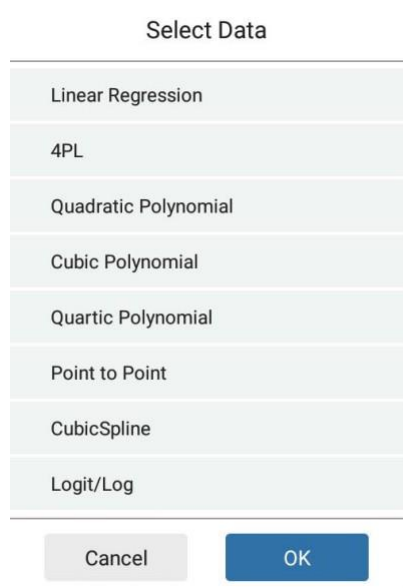 Select Data
Linear Regression
4PL
Quadratic Polynomial
Cubic Polynomial
Quartic Polynomial
Point to Point
CubicSpline
Logit/Log
Cancel
OK